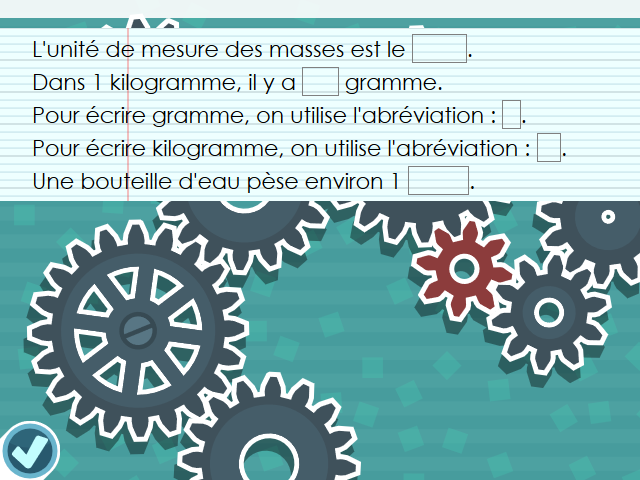 L'unité de mesure des masses est le .
Dans 1 kilogramme, il y a gramme.
Pour écrire gramme, on utilise l'abréviation : .
Pour écrire kilogramme, on utilise l'abréviation : .
Une bouteille d'eau pèse environ 1 .